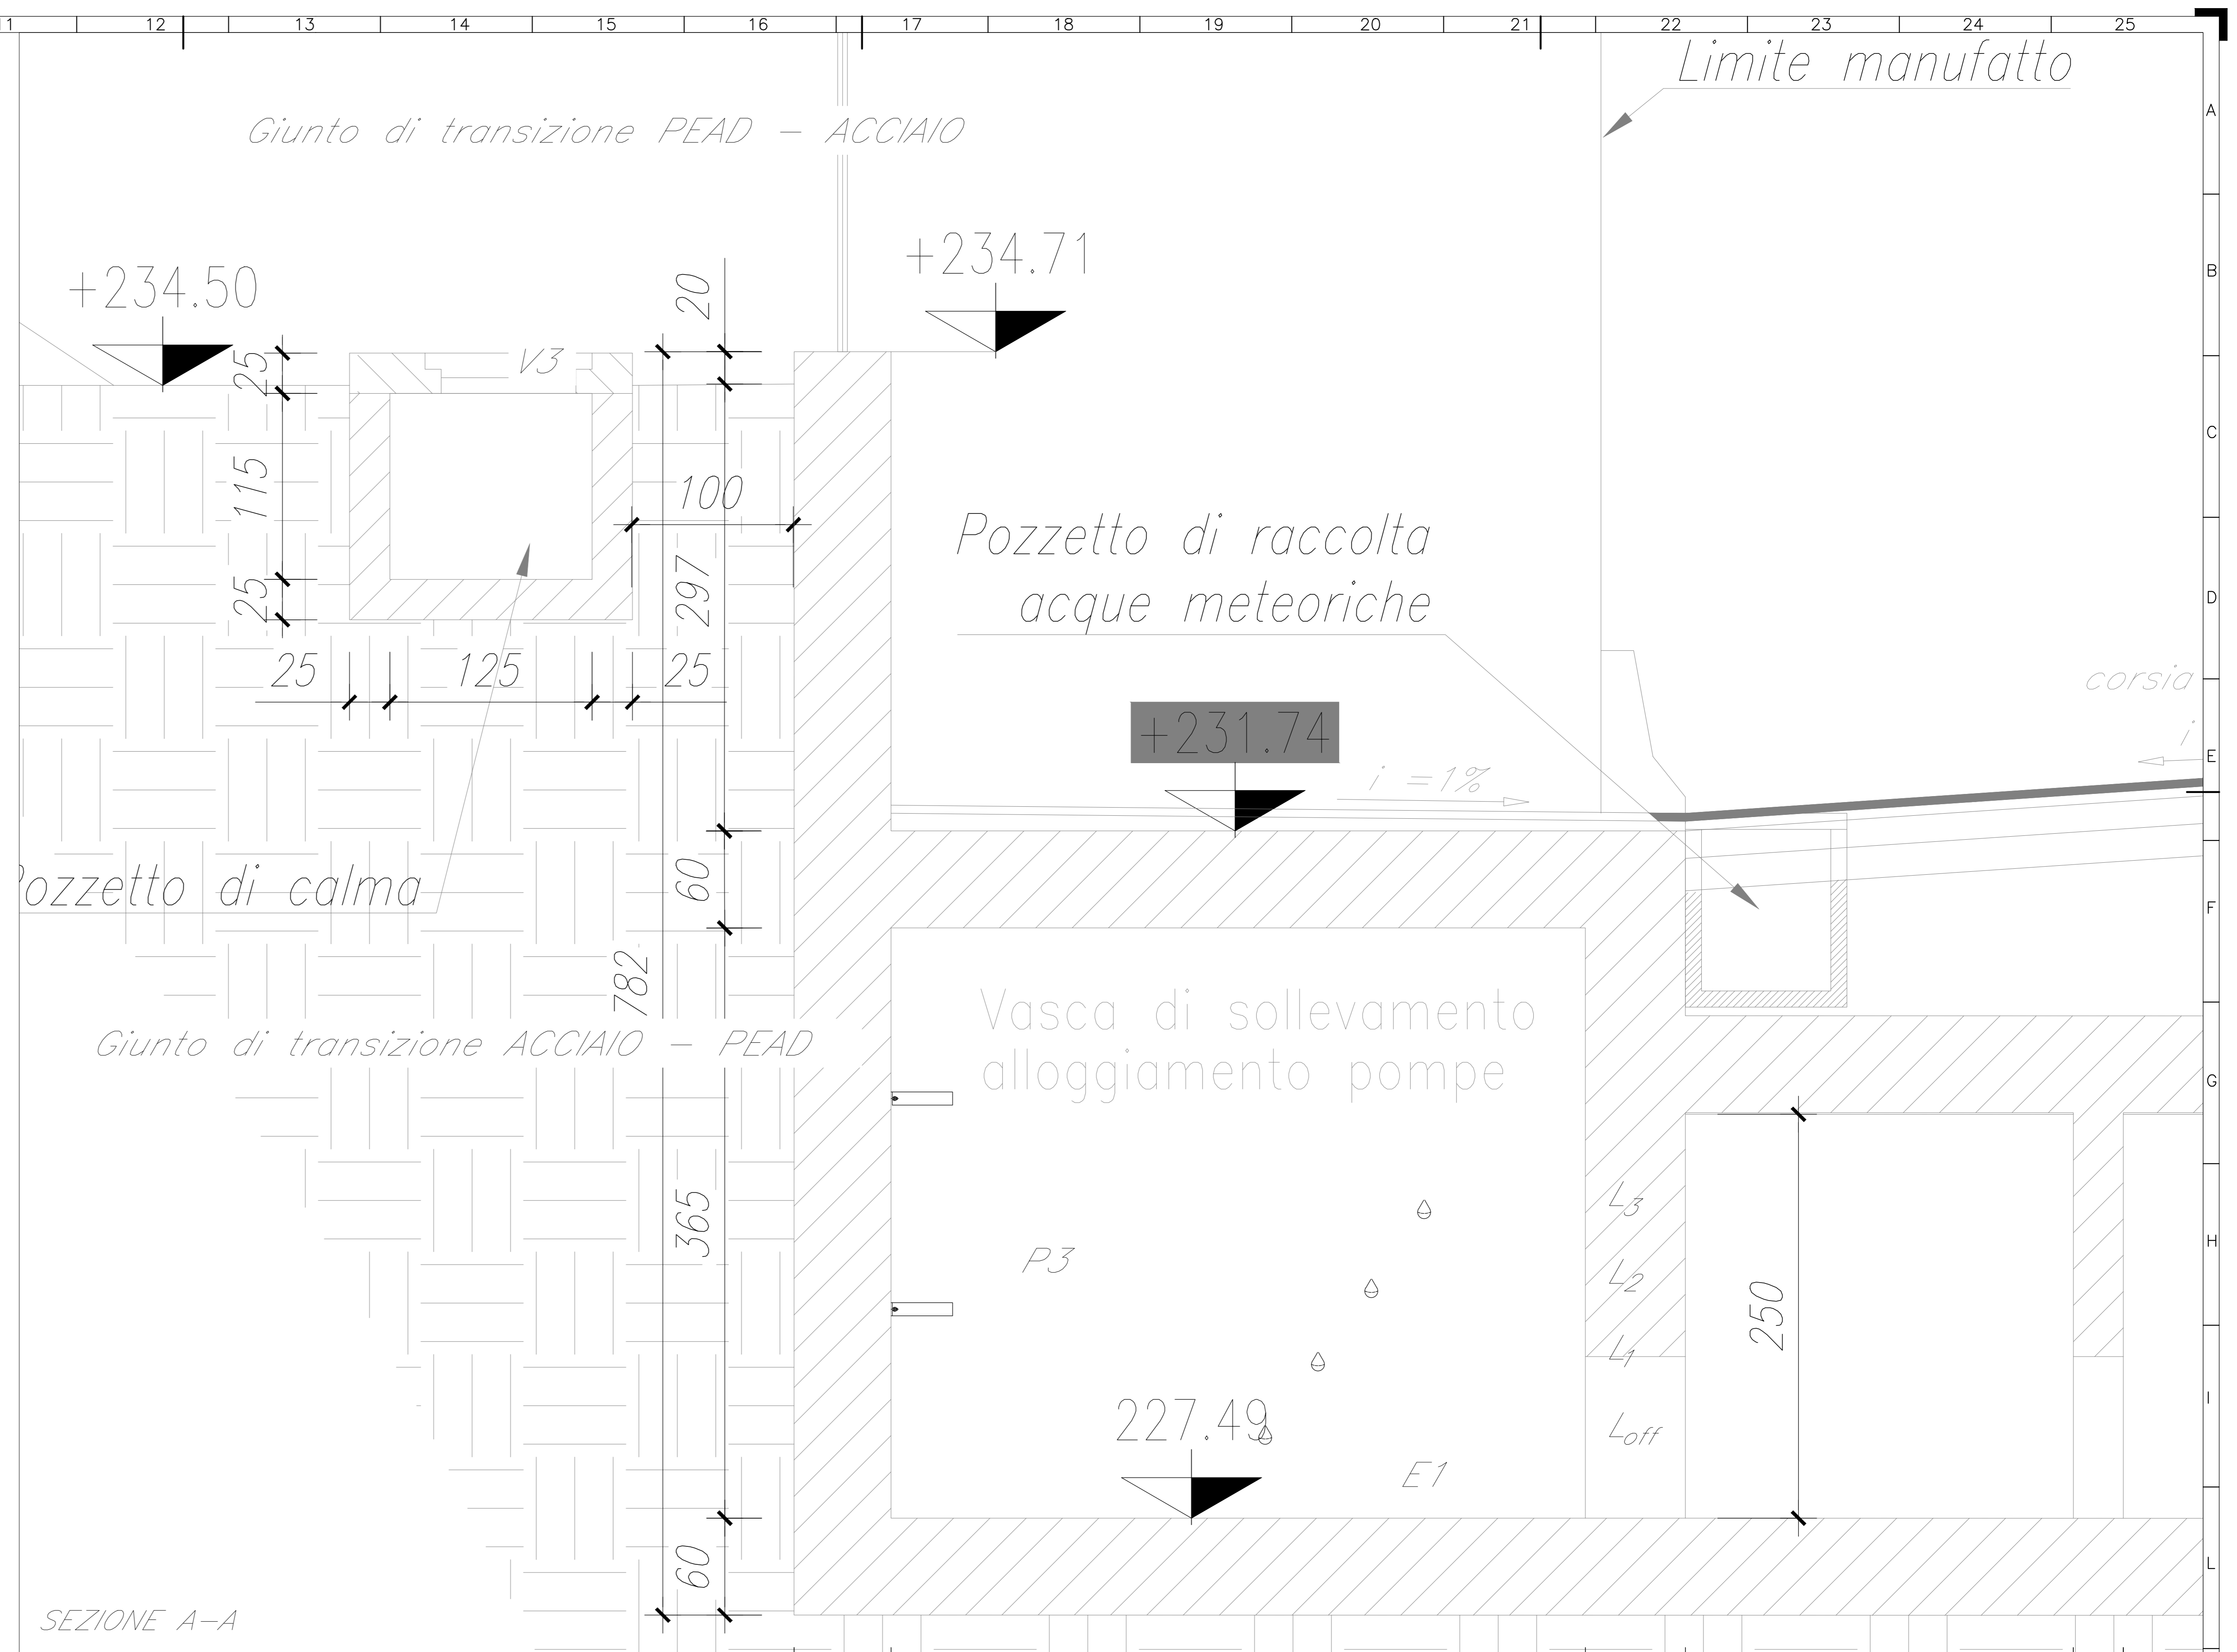 11 12 13 14 15 16 17 18 19 20 21 22 23 24 25
Limite manufatto
A
Giunto di transizione PEAD - ACCIAIO
+234.71
+234.50
20
B
25
V3
115
100
C
Pozzetto di raccolta
acque meteoriche
25
297
D
25
125
25
corsia
+231.74
i =1%
i
E
60
di calma
F
782
Vasca di sollevamento
alloggiamento pompe
Giunto di transizione ACCIAIO - PEAD
G
365
L3
P3
H
L2
250
L1
227.49
I
Loff
E1
60
L
SEZIONE A-A